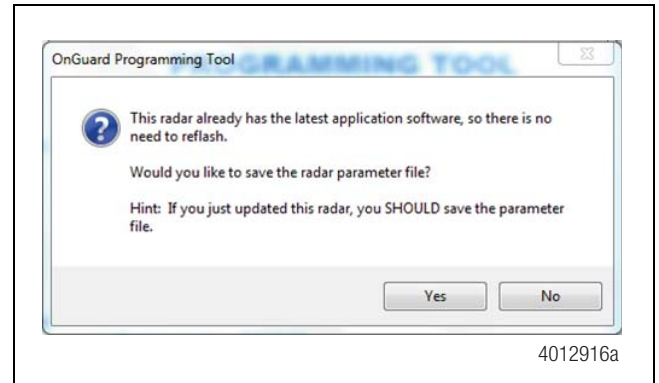 OnGuard Programming Tool
PROGRAMMING TOOL
This radar already has the latest application software, so there is no
need to reflash.
Would you like to save the radar parameter file?
Hint: If you just updated this radar, you SHOULD save the parameter
file.
Yes No
4012916a